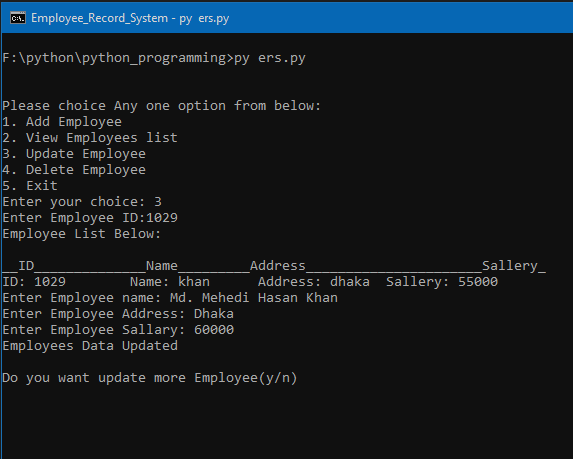 Employee_Record_System - py  ers.py
F:\python\python_programming>py ers.py
Please choice Any one option from below:
1. Add Employee
2. View Employees list
3. Update Employee
4. Delete Employee
5. Exit
Enter your choice: 3
Enter Employee ID:1029
Employee List Below:
__ID______________Name_________Address______________________Sallery_
ID: 1029        Name: khan      Address: dhaka  Sallery: 55000
Enter Employee name: Md. Mehedi Hasan Khan
Enter Employee Address: Dhaka
Enter Employee Sallary: 60000
Employees Data Updated
Do you want update more Employee(y/n)